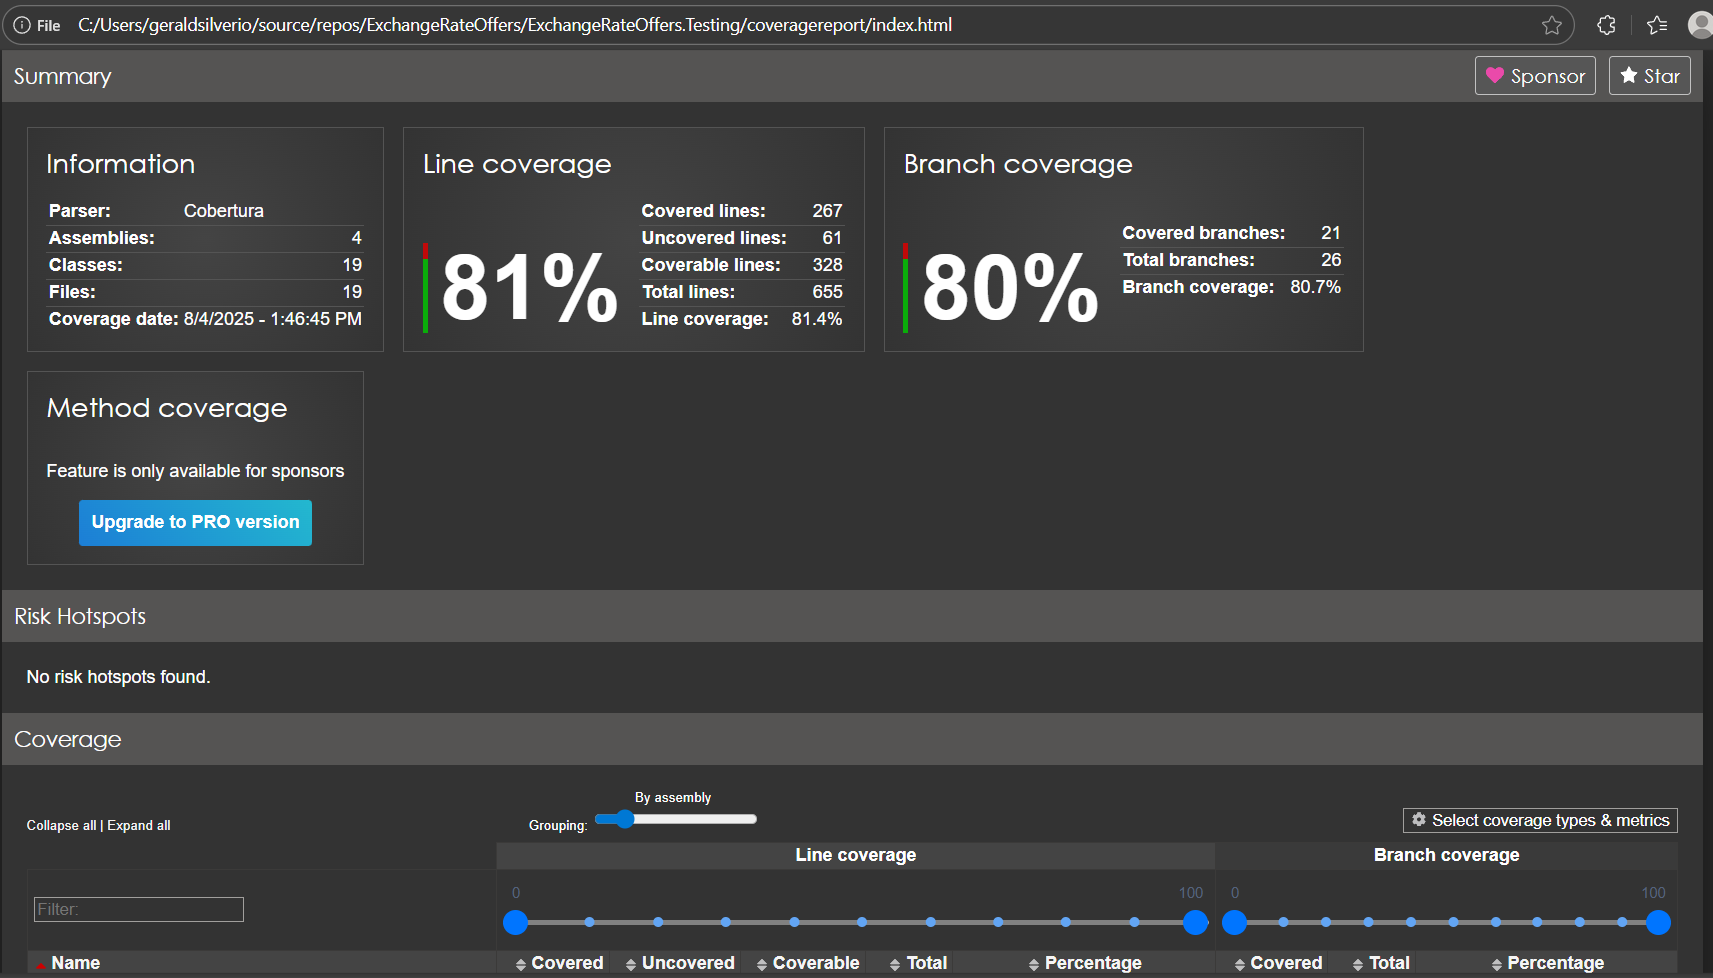 File C:/Users/geraldsilverio/source/repos/ExchangeRateOffers/ExchangeRateOffers.Testing/coveragereport/index.html
Summary
Sponsor
Star
Information
Parser: Cobertura
Assemblies: 4
Classes: 19
Files: 19
Coverage date: 8/4/2025 - 1:46:45 PM
Line coverage
81%
Covered lines: 267
Uncovered lines: 61
Coverable lines: 328
Total lines: 655
Line coverage: 81.4%
Branch coverage
80%
Covered branches: 21
Total branches: 26
Branch coverage: 80.7%
Method coverage
Feature is only available for sponsors
Upgrade to PRO version
Risk Hotspots
No risk hotspots found.
Coverage
Collapse all | Expand all
By assembly
Grouping:
Select coverage types & metrics
Line coverage
Branch coverage
0 100
0 100
Filter:
Name Covered Uncovered Coverable Total Percentage Covered Total Percentage